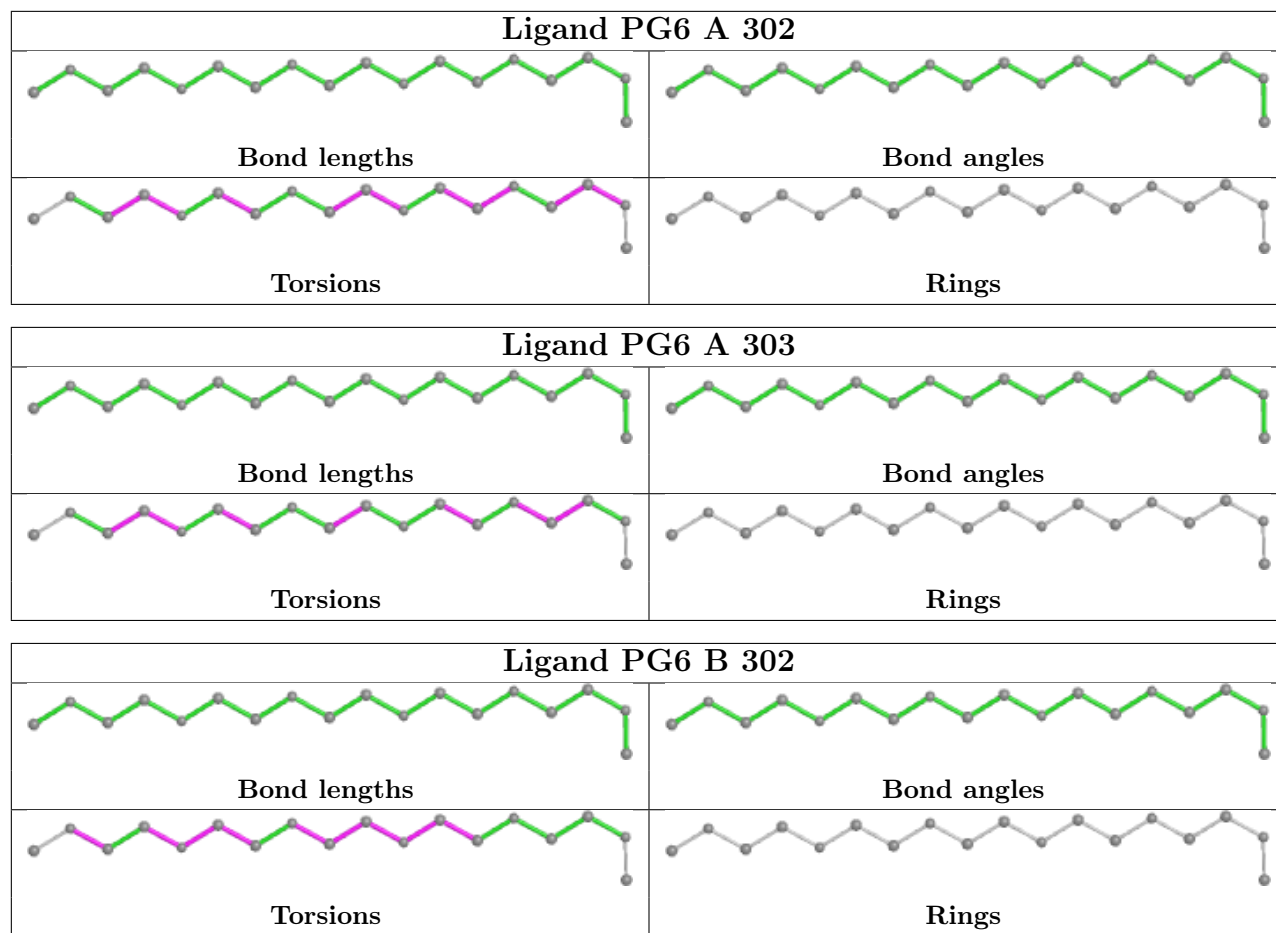 Ligand PG6 A 302
Bond lengths
Bond angles
Torsions
Rings
Ligand PG6 A 303
Bond lengths
Bond angles
Torsions
Rings
Ligand PG6 B 302
Bond lengths
Bond angles
Torsions
Rings